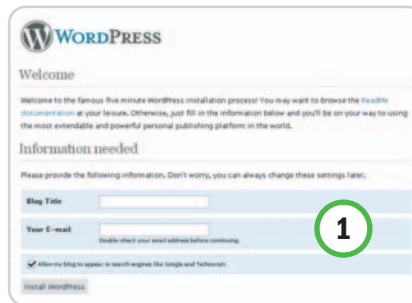 WORDPRESS
Welcome
Welcome to the famous five minute WordPress installation process! You may want to browse the ReadMe
documentation at your leisure. Otherwise, just fill in the information below and you'll be on your way to using
the most extendable and powerful personal publishing platform in the world.
Information needed
Please provide the following information. Don't worry, you can always change these settings later.
Blog Title
Your E-mail
Double-check your email address before continuing.
Allow my blog to appear in search engines like Google and Technorati.
Install WordPress
1